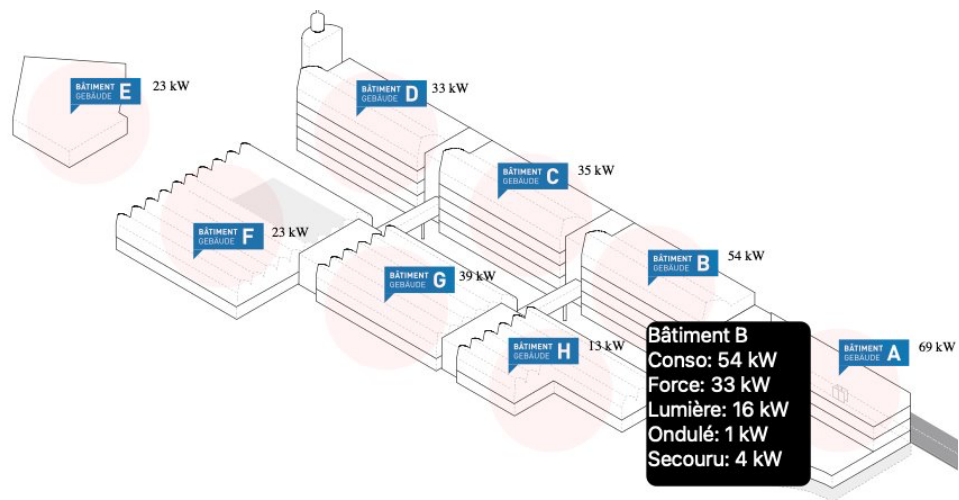 BÂTIMENT
GEBÄUDE E
23 kW
BÂTIMENT
GEBÄUDE D
33 kW
BÂTIMENT
GEBÄUDE C
35 kW
BÂTIMENT
GEBÄUDE F
23 kW
BÂTIMENT
GEBÄUDE B
54 kW
BÂTIMENT
GEBÄUDE G
39 kW
BÂTIMENT
GEBÄUDE H
13 kW
BÂTIMENT
GEBÄUDE A
69 kW
Bâtiment B
Conso: 54 kW
Force: 33 kW
Lumière: 16 kW
Ondulé: 1 kW
Secouru: 4 kW